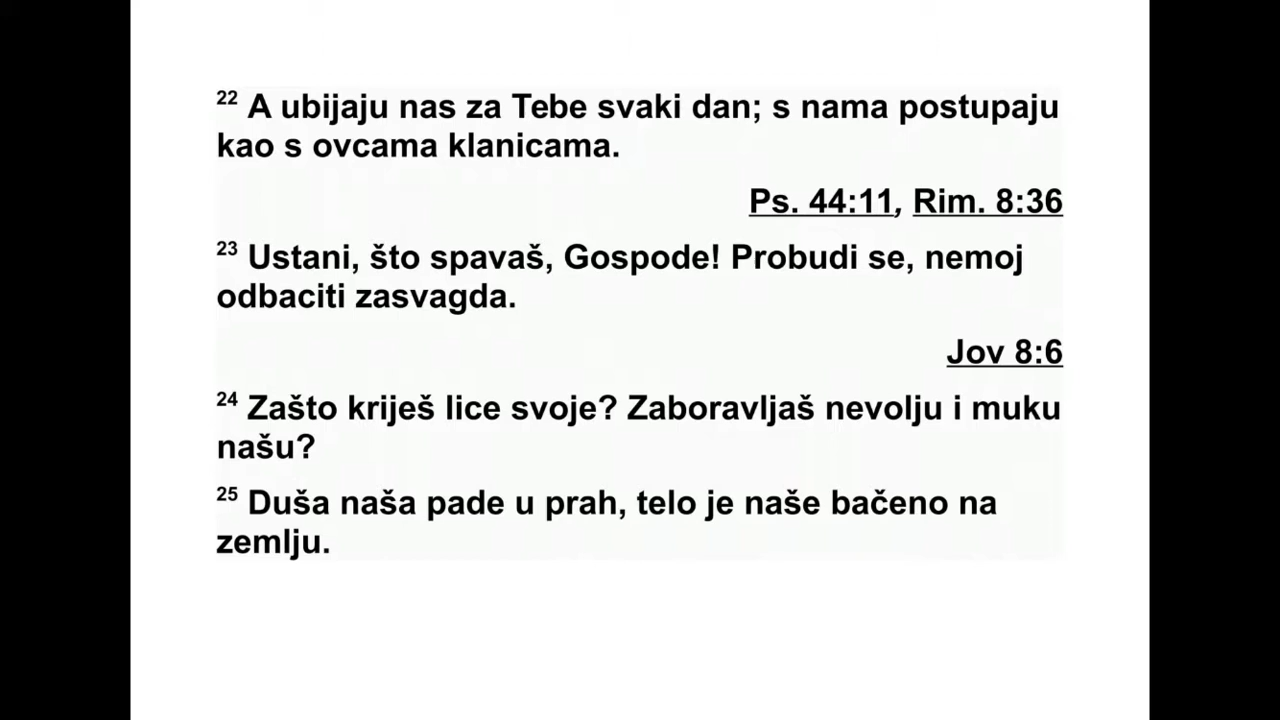 22 A ubijaju nas za Tebe svaki dan; s nama postupaju
kao s ovcama klanicama.
Ps. 44:11, Rim. 8:36
23 Ustani, što spavaš, Gospode! Probudi se, nemoj
odbaciti zasvagda.
Jov 8:6
24 Zašto kriješ lice svoje? Zaboravljaš nevolju i muku
našu?
25 Duša naša pade u prah, telo je naše bačeno na
zemlju.